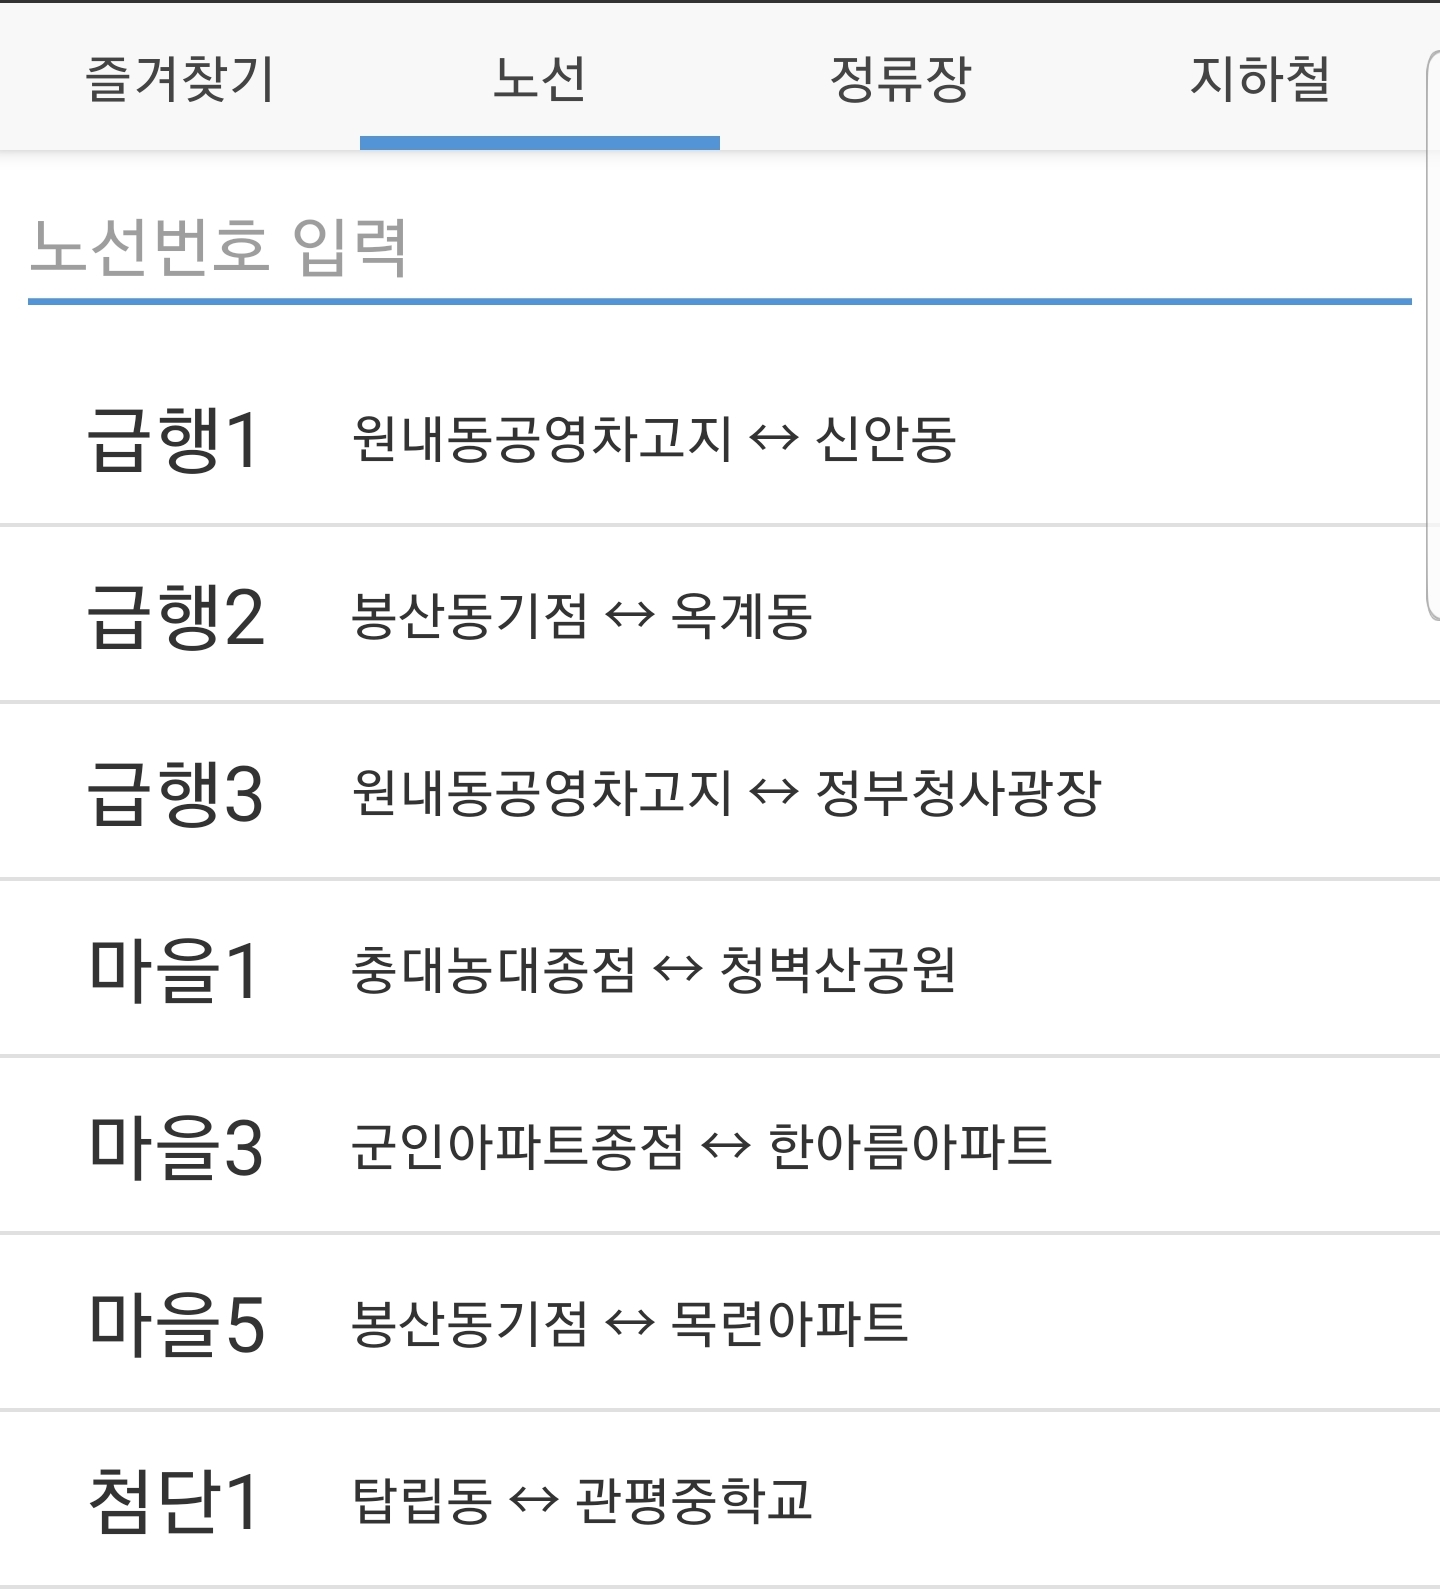 즐겨찾기 노선 정류장 지하철
노선번호 입력
급행1 원내동공영차고지 ↔ 신안동
급행2 봉산동기점 ↔ 옥계동
급행3 원내동공영차고지 ↔ 정부청사광장
마을1 충대농대종점 ↔ 청벽산공원
마을3 군인아파트종점 ↔ 한아름아파트
마을5 봉산동기점 ↔ 목련아파트
첨단1 탑립동 ↔ 관평중학교